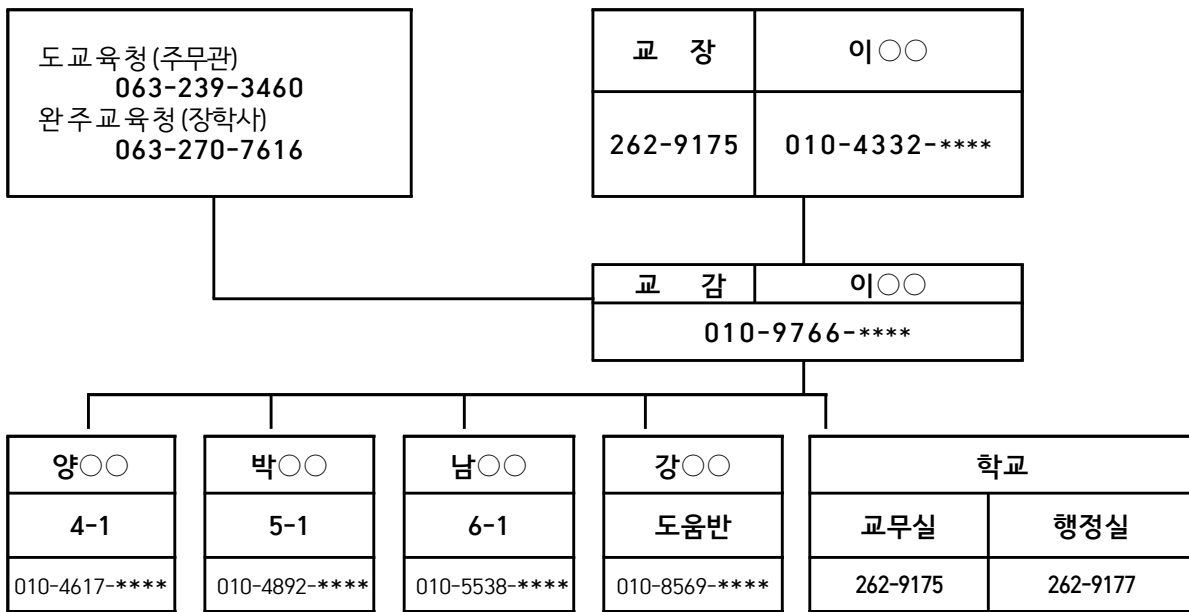 도교육청(주무관)
063-239-3460
완주교육청(장학사)
063-270-7616
교 장 이○○
262-9175 010-4332-****
교 감 이○○
010-9766-****
양○○ 박○○ 남○○ 강○○ 학교
4-1 5-1 6-1 도움반 교무실 행정실
010-4617-**** 010-4892-**** 010-5538-**** 010-8569-**** 262-9175 262-9177